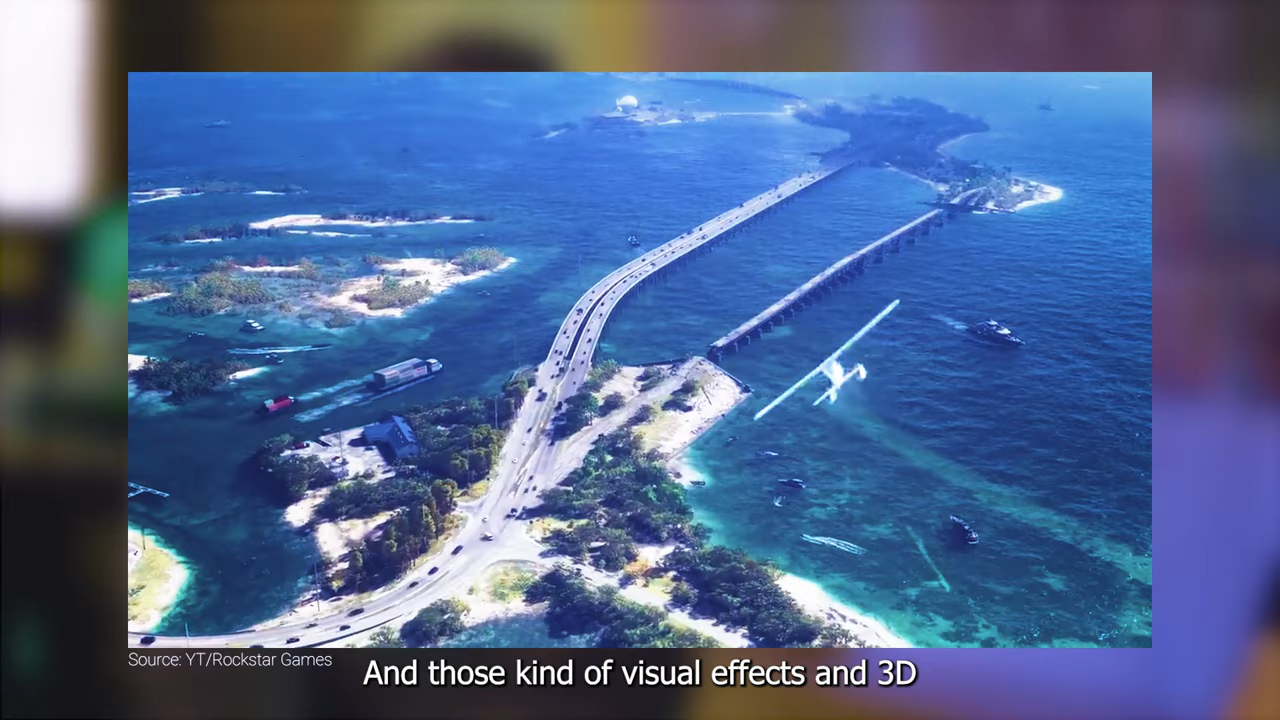 Source: YT/Rockstar Games
And those kind of visual effects and 3D